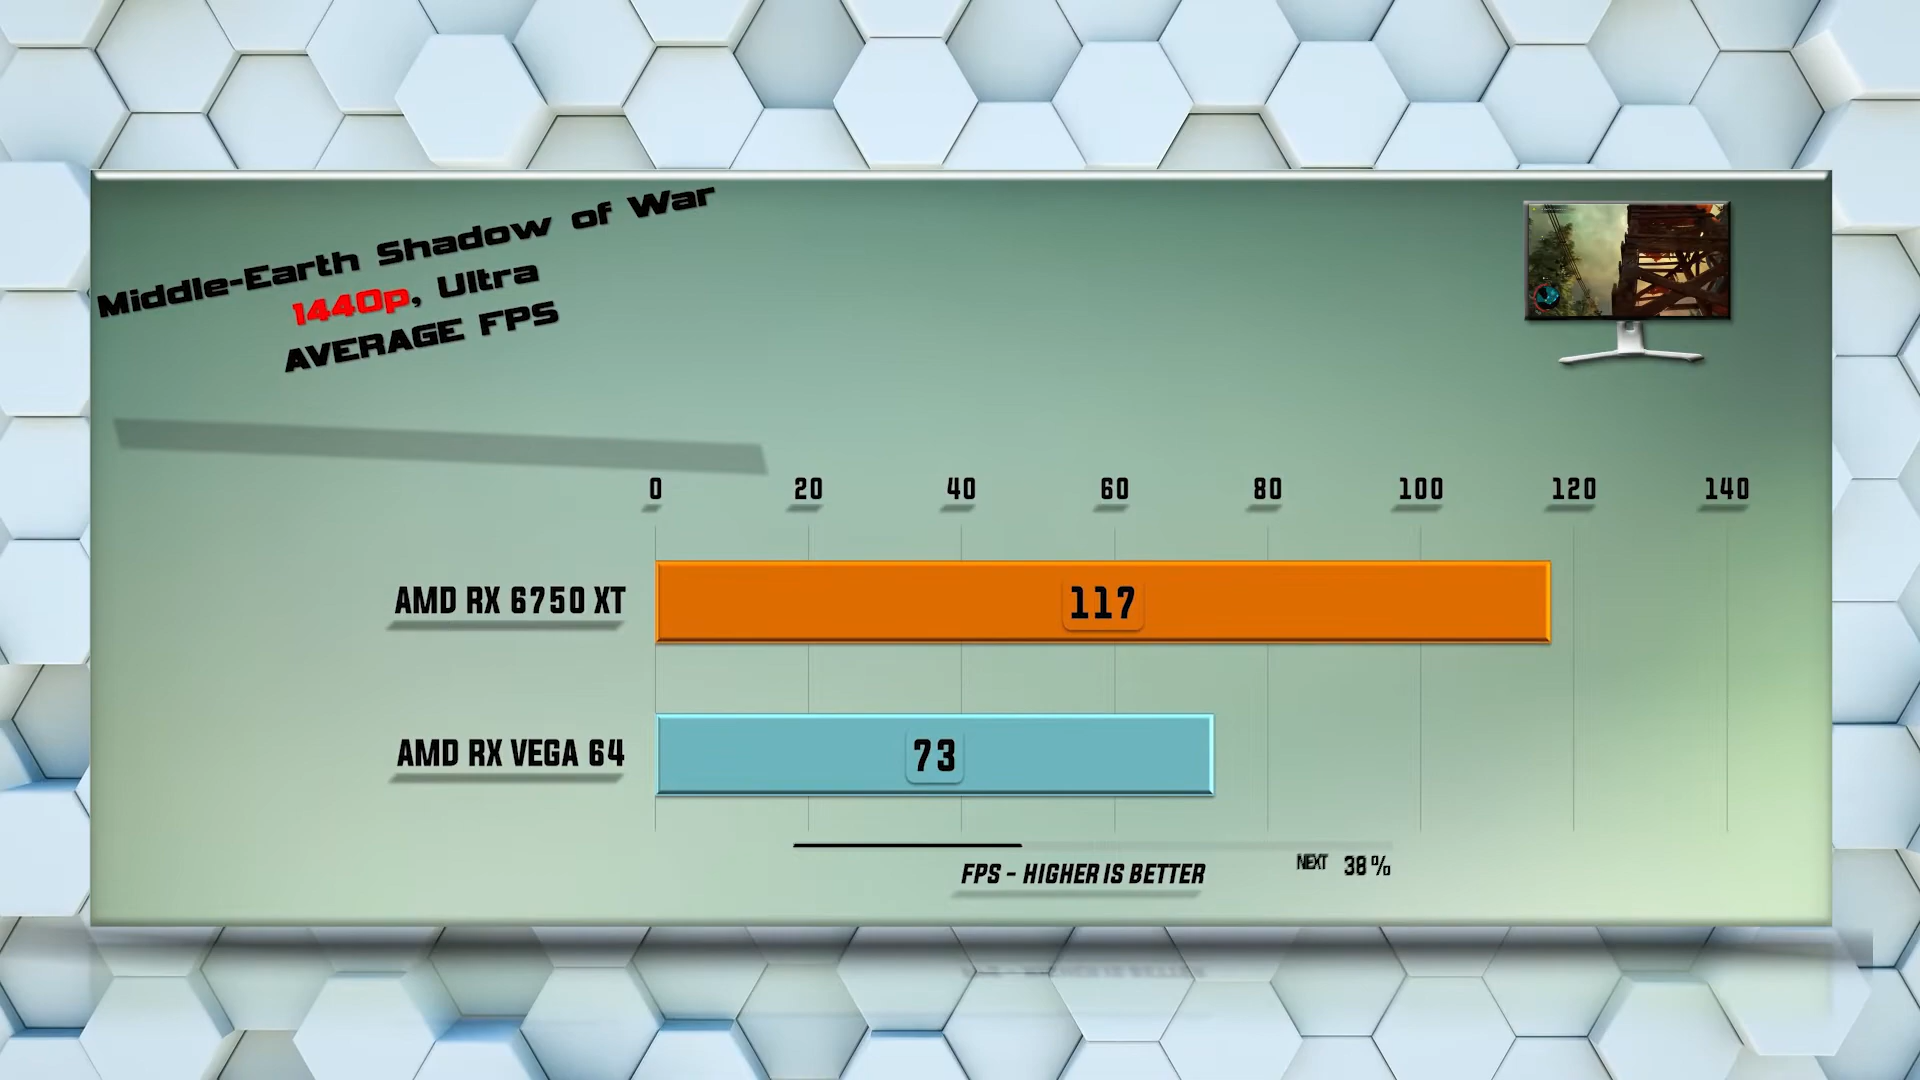 Middle-Earth Shadow of War
1440p, Ultra
AVERAGE FPS
0 20 40 60 80 100 120 140
AMD RX 6750 XT
117
AMD RX VEGA 64
73
FPS - HIGHER IS BETTER
NEXT 38%